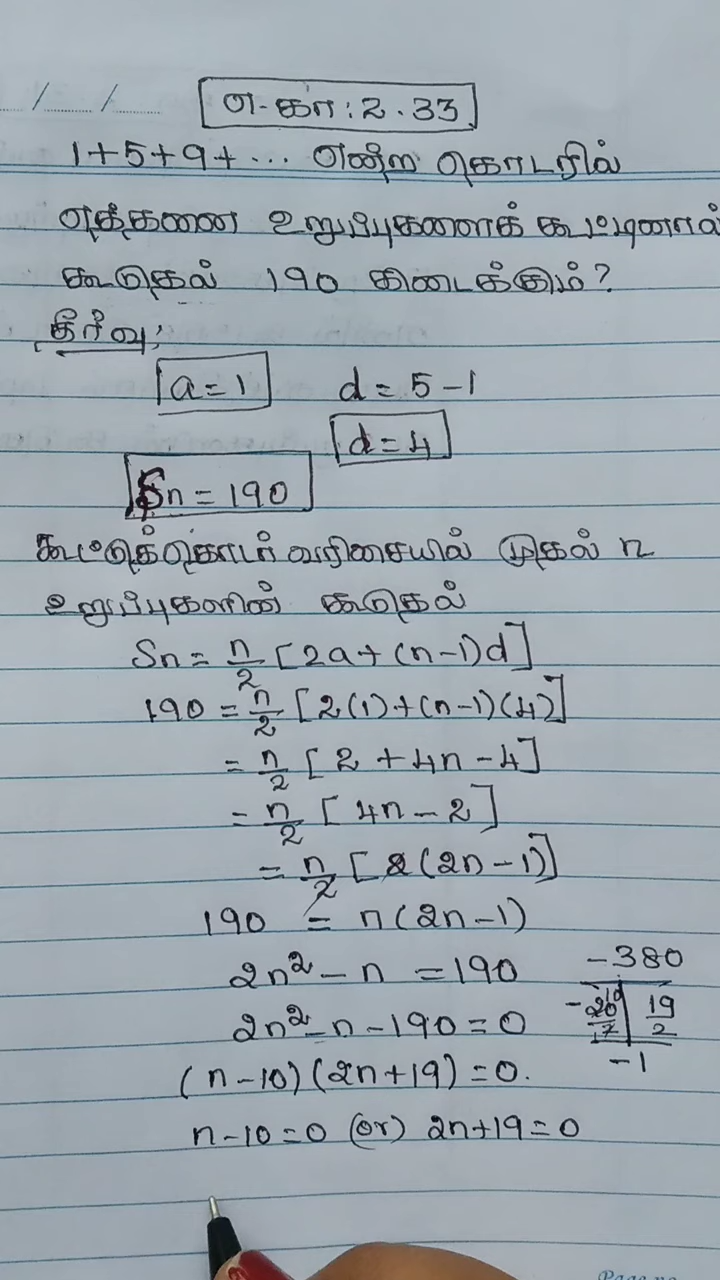 எ-கா : 2.33
1+5+9+... என்ற தொடரில்
எத்தனை உறுப்புகளைக் கூட்டினால்
கூடுதல் 190 கிடைக்கும்?
தீர்வு:
a = 1 d = 5 - 1
d = 4
Sn = 190
கூட்டுத்தொடர் வரிசையில் முதல் n
உறுப்புகளின் கூடுதல்
Sn = n/2 [2a + (n-1)d]
190 = n/2 [2(1) + (n-1)(4)]
= n/2 [2 + 4n - 4]
= n/2 [4n - 2]
= n/2 [2(2n - 1)]
190 = n(2n - 1)
2n² - n = 190
2n² - n - 190 = 0
(n - 10)(2n + 19) = 0.
n - 10 = 0 (or) 2n + 19 = 0
-380
19/2
-1